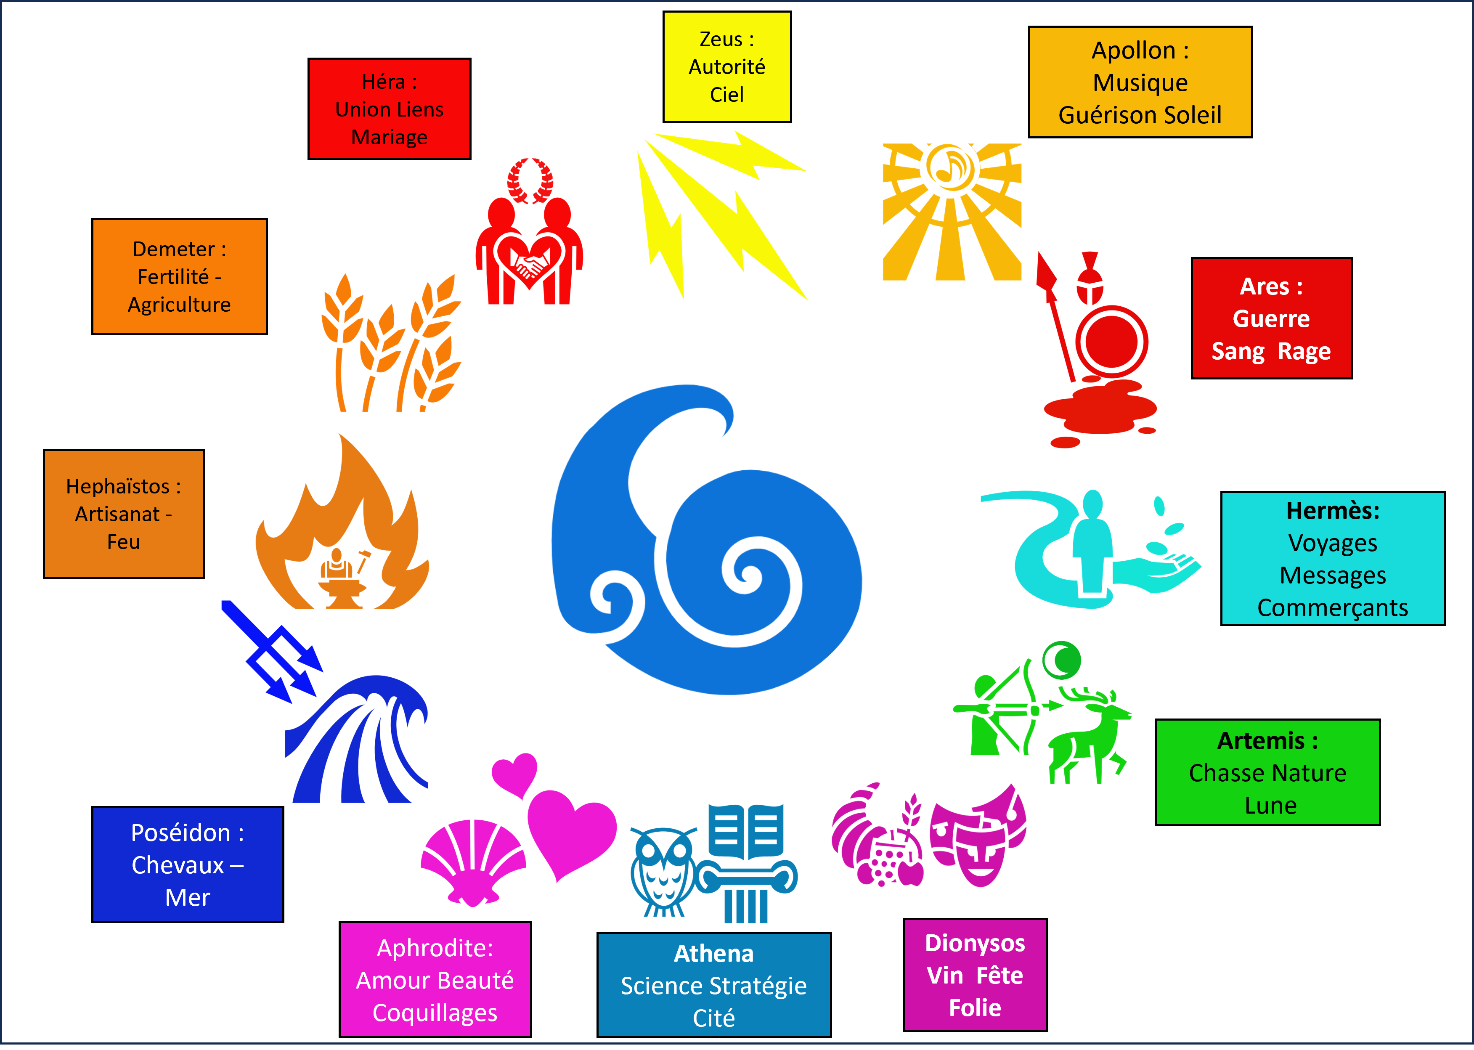 Zeus :
Autorité
Ciel
Apollon :
Musique
Guérison Soleil
Héra :
Union Liens
Mariage
Demeter :
Fertilité -
Agriculture
Ares :
Guerre
Sang  Rage
Hephaïstos :
Artisanat -
Feu
Hermès:
Voyages
Messages
Commerçants
Artemis :
Chasse Nature
Lune
Poséidon :
Chevaux –
Mer
Aphrodite:
Amour Beauté
Coquillages
Athena
Science Stratégie
Cité
Dionysos
Vin  Fête
Folie